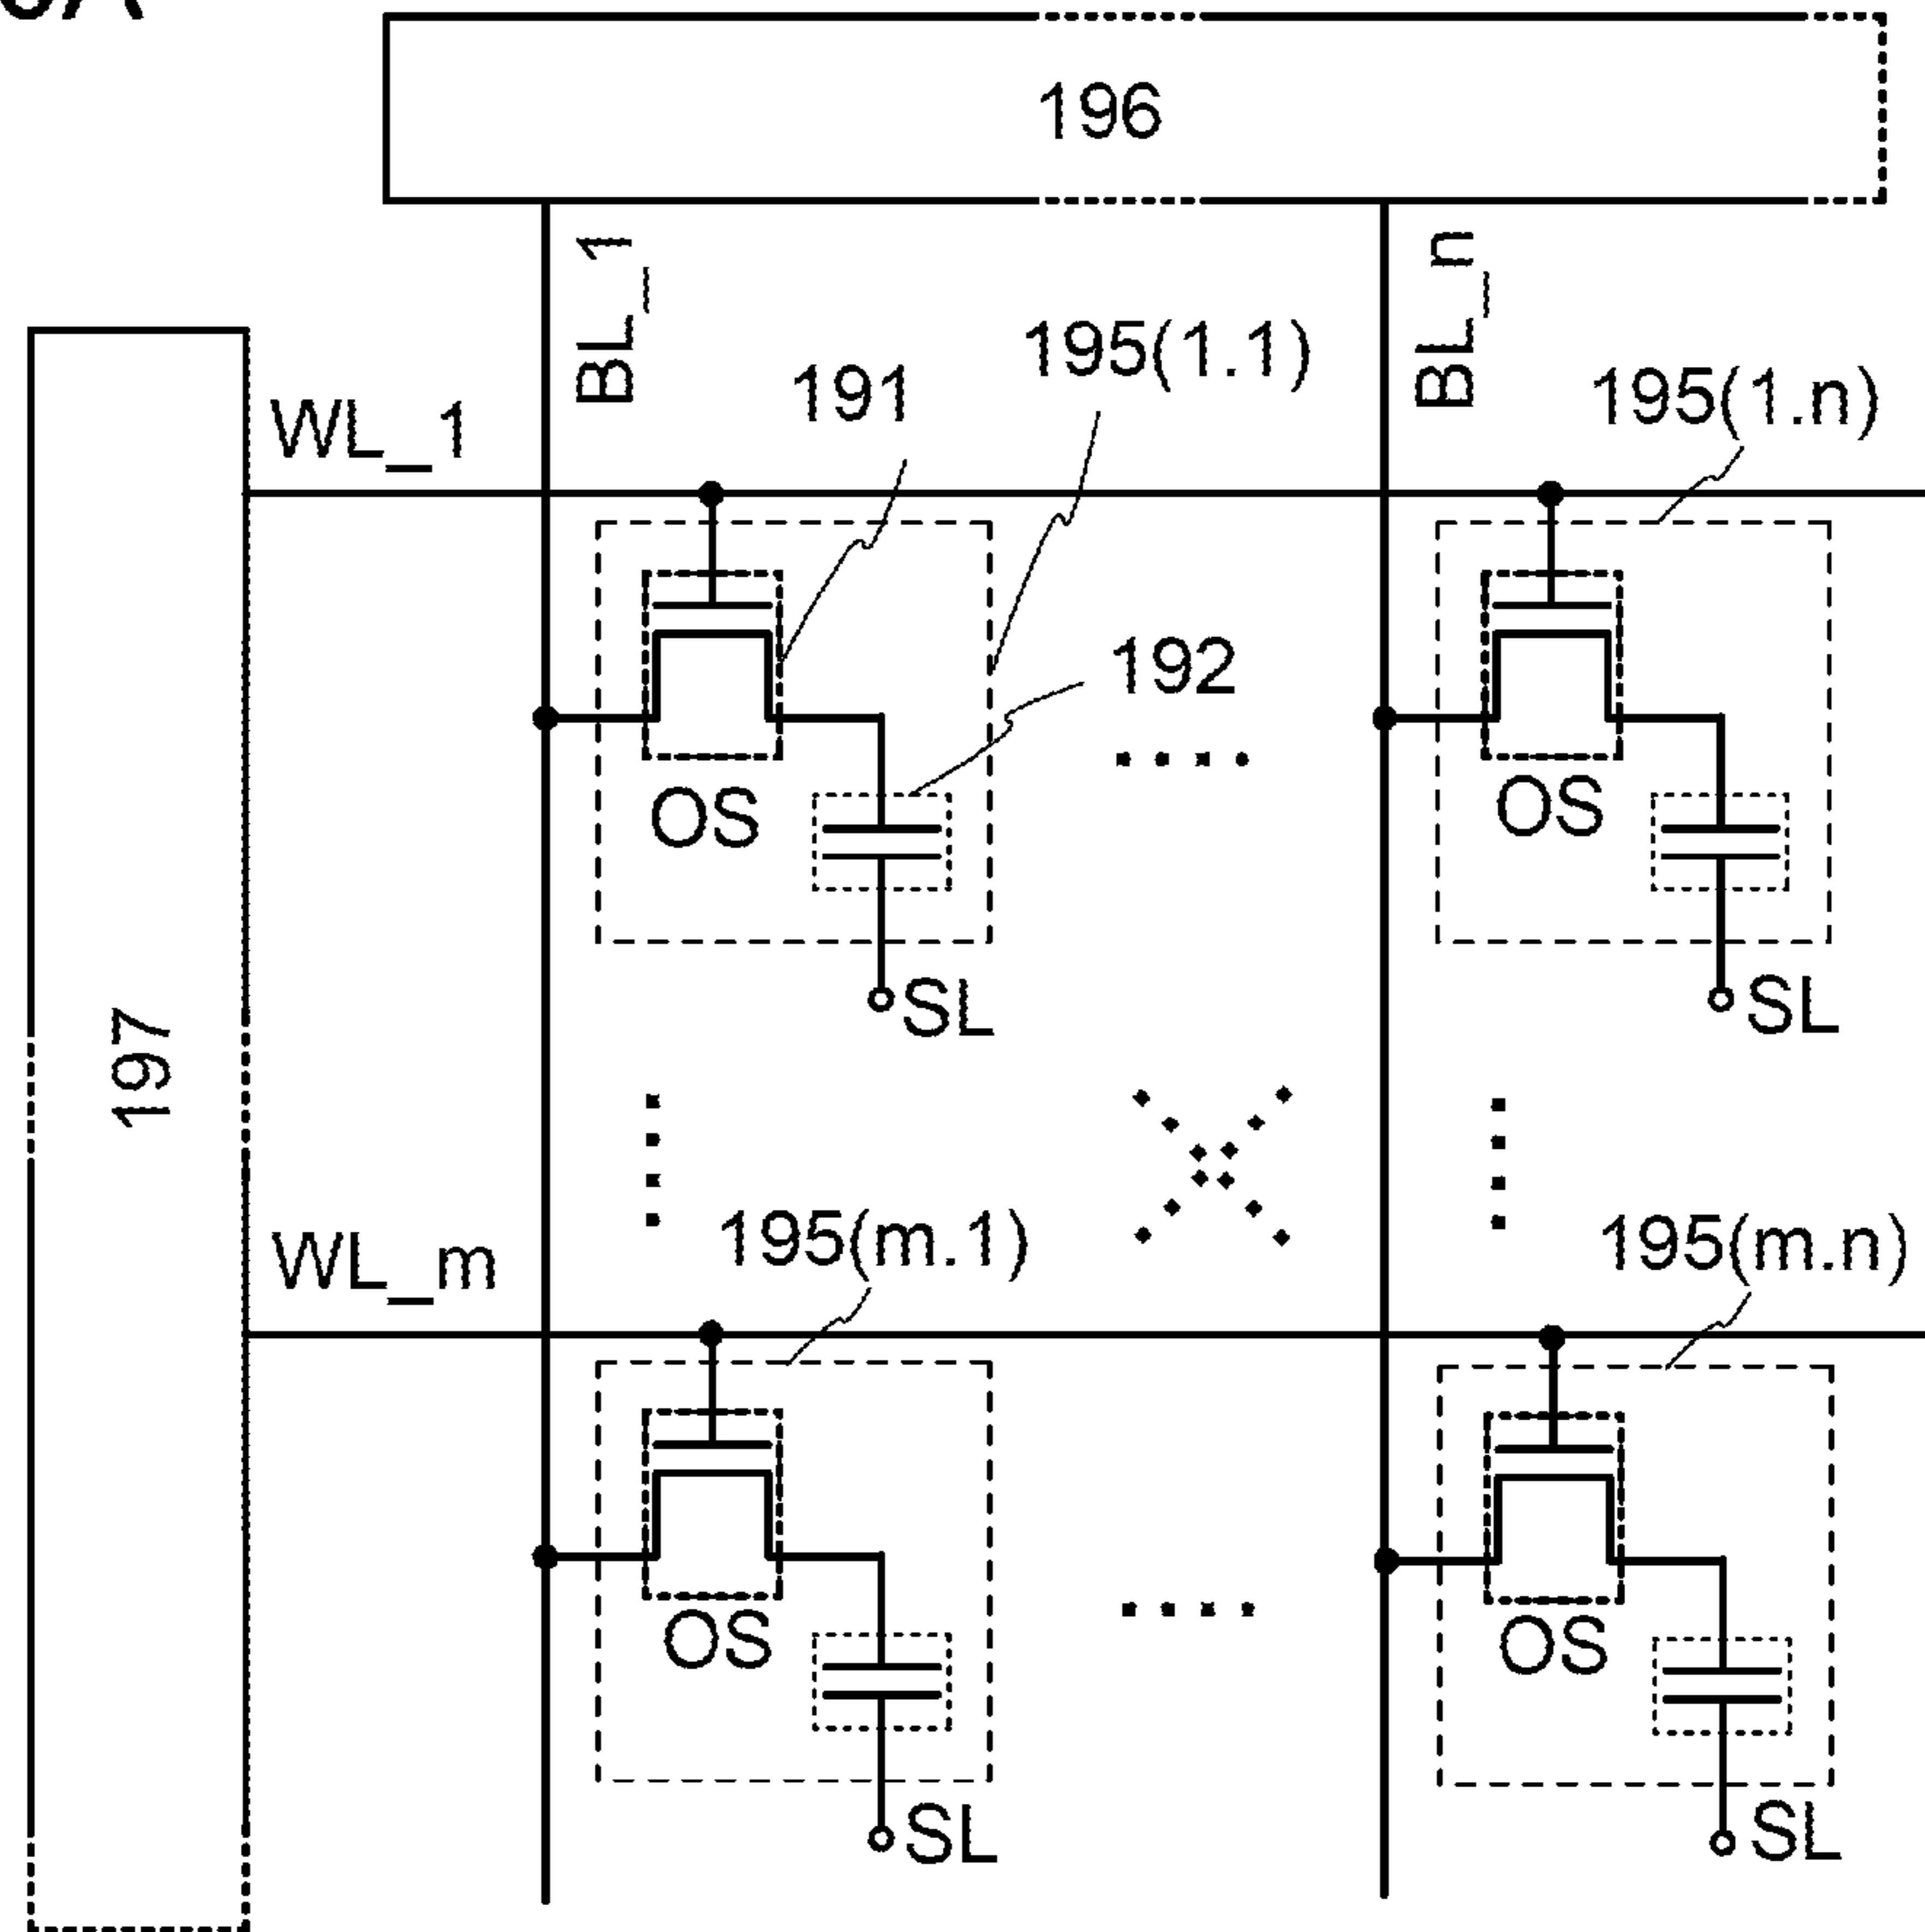 196
BL_1
BL_n
195(1.1)
191
195(1.n)
WL_1
192
OS
OS
SL
SL
197
195(m.1)
195(m.n)
WL_m
OS
OS
SL
SL